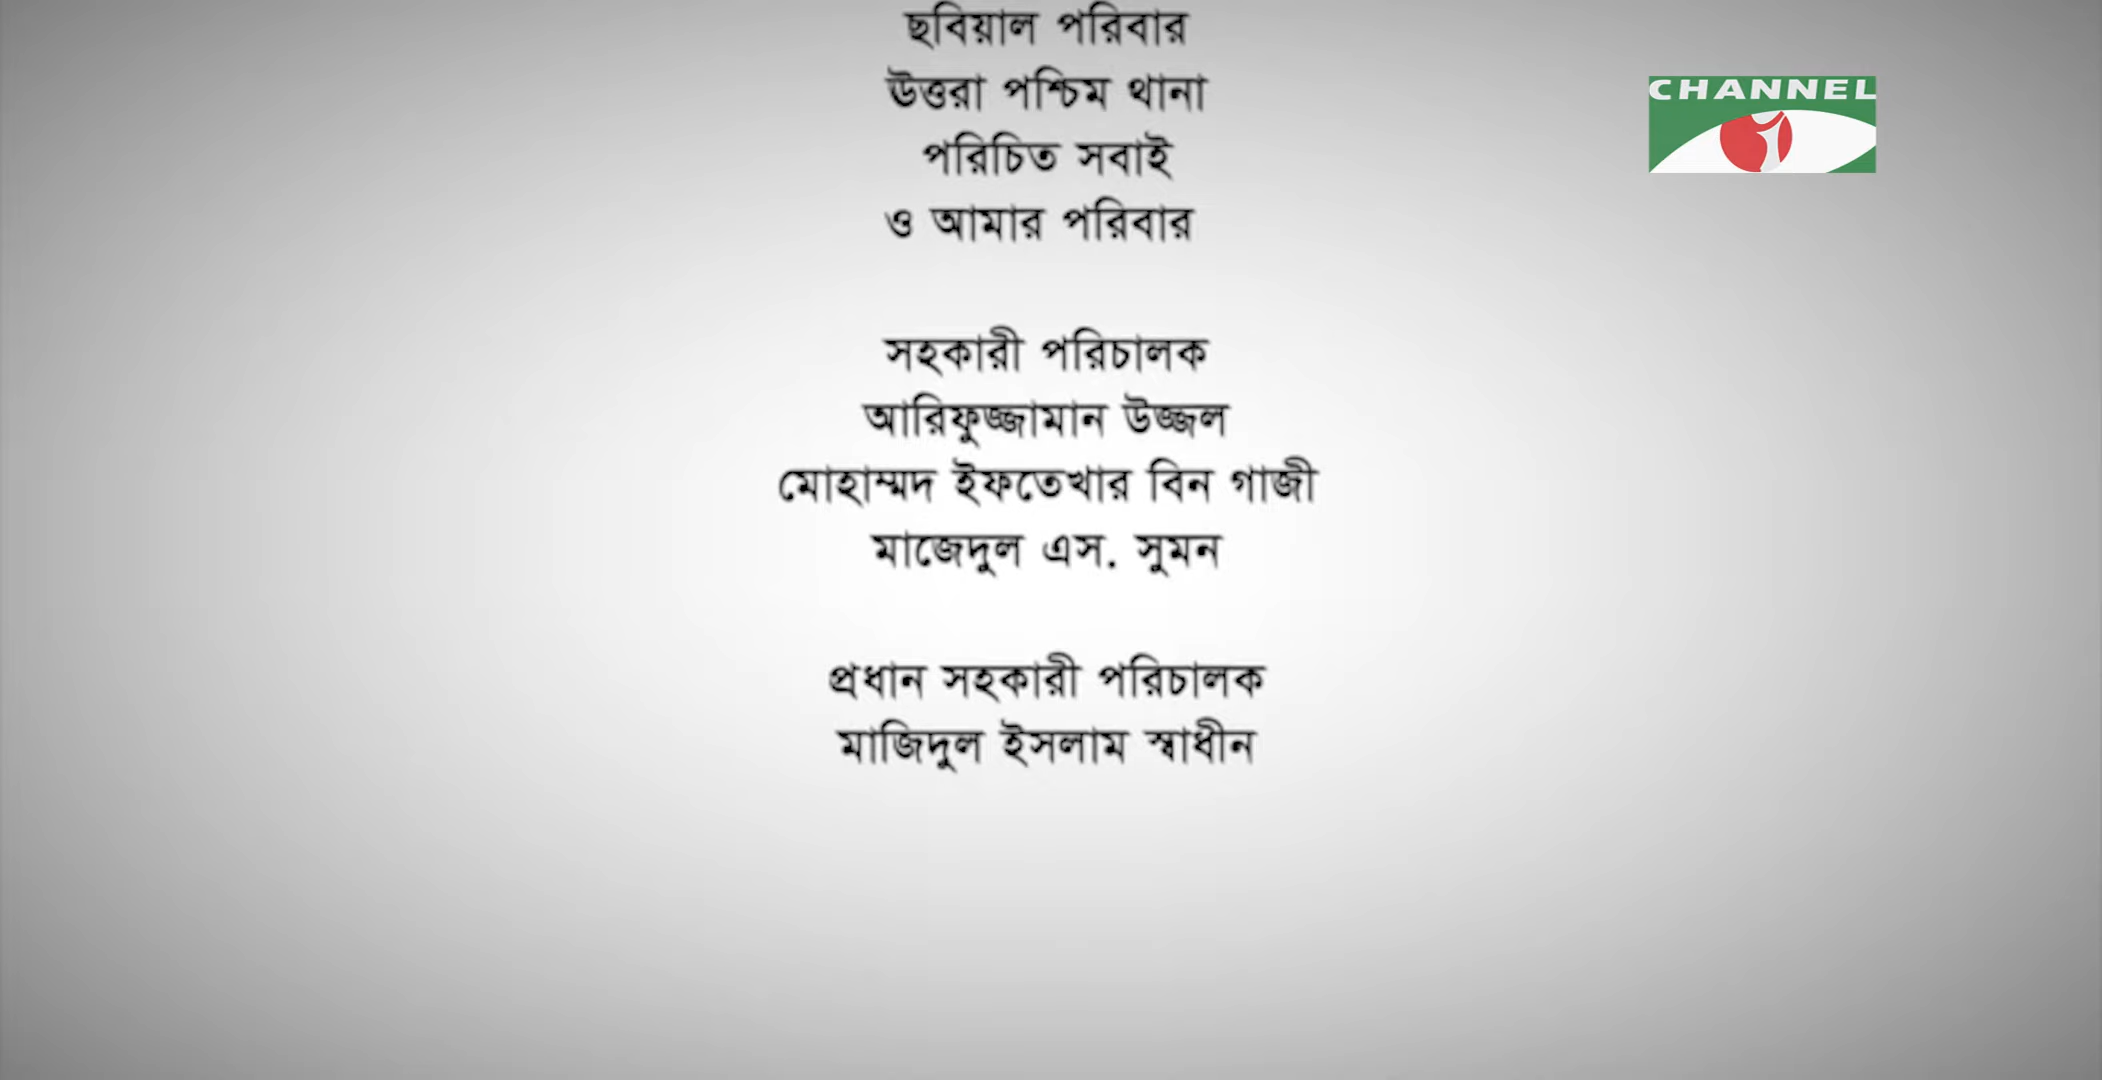 ছবিয়াল পরিবার
ঊত্তরা পশ্চিম থানা
পরিচিত সবাই
ও আমার পরিবার
CHANNEL i
সহকারী পরিচালক
আরিফুজ্জামান উজ্জল
মোহাম্মদ ইফতেখার বিন গাজী
মাজেদুল এস. সুমন
প্রধান সহকারী পরিচালক
মাজিদুল ইসলাম স্বাধীন